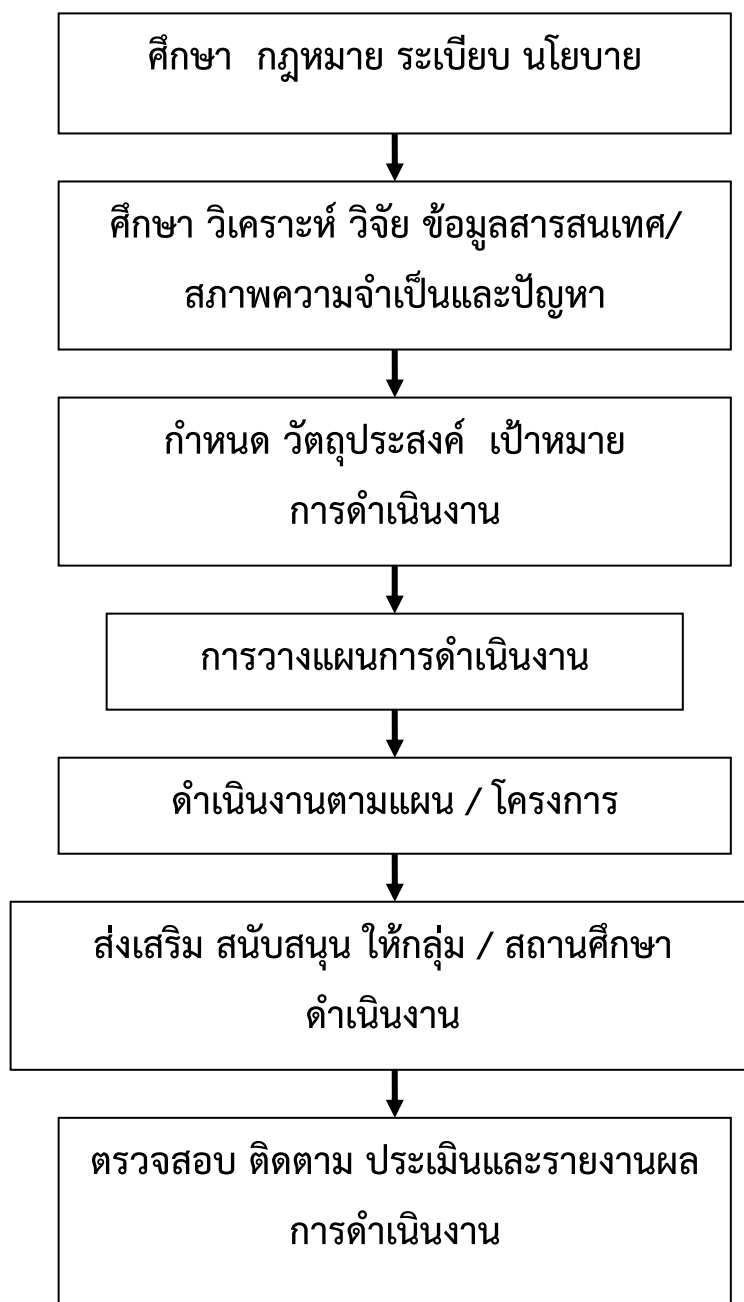 ศึกษา  กฎหมาย ระเบียบ นโยบาย
ศึกษา วิเคราะห์ วิจัย ข้อมูลสารสนเทศ/
สภาพความจำเป็นและปัญหา
กำหนด วัตถุประสงค์  เป้าหมาย
การดำเนินงาน
การวางแผนการดำเนินงาน
ดำเนินงานตามแผน / โครงการ
ส่งเสริม สนับสนุน ให้กลุ่ม / สถานศึกษา
ดำเนินงาน
ตรวจสอบ ติดตาม ประเมินและรายงานผล
การดำเนินงาน